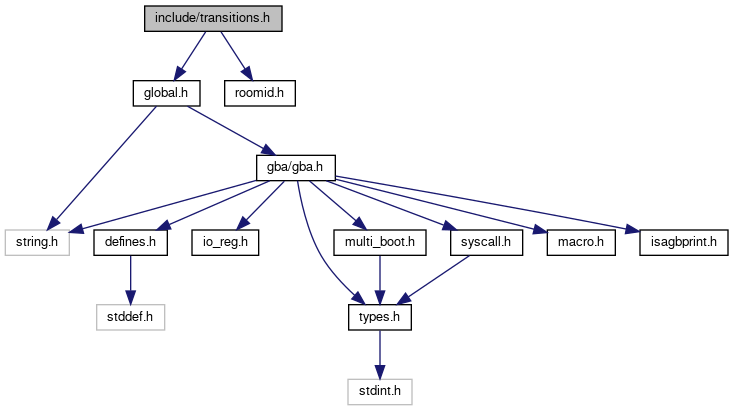 include/transitions.h
global.h
roomid.h
gba/gba.h
string.h
defines.h
io_reg.h
multi_boot.h
syscall.h
macro.h
isagbprint.h
stddef.h
types.h
stdint.h